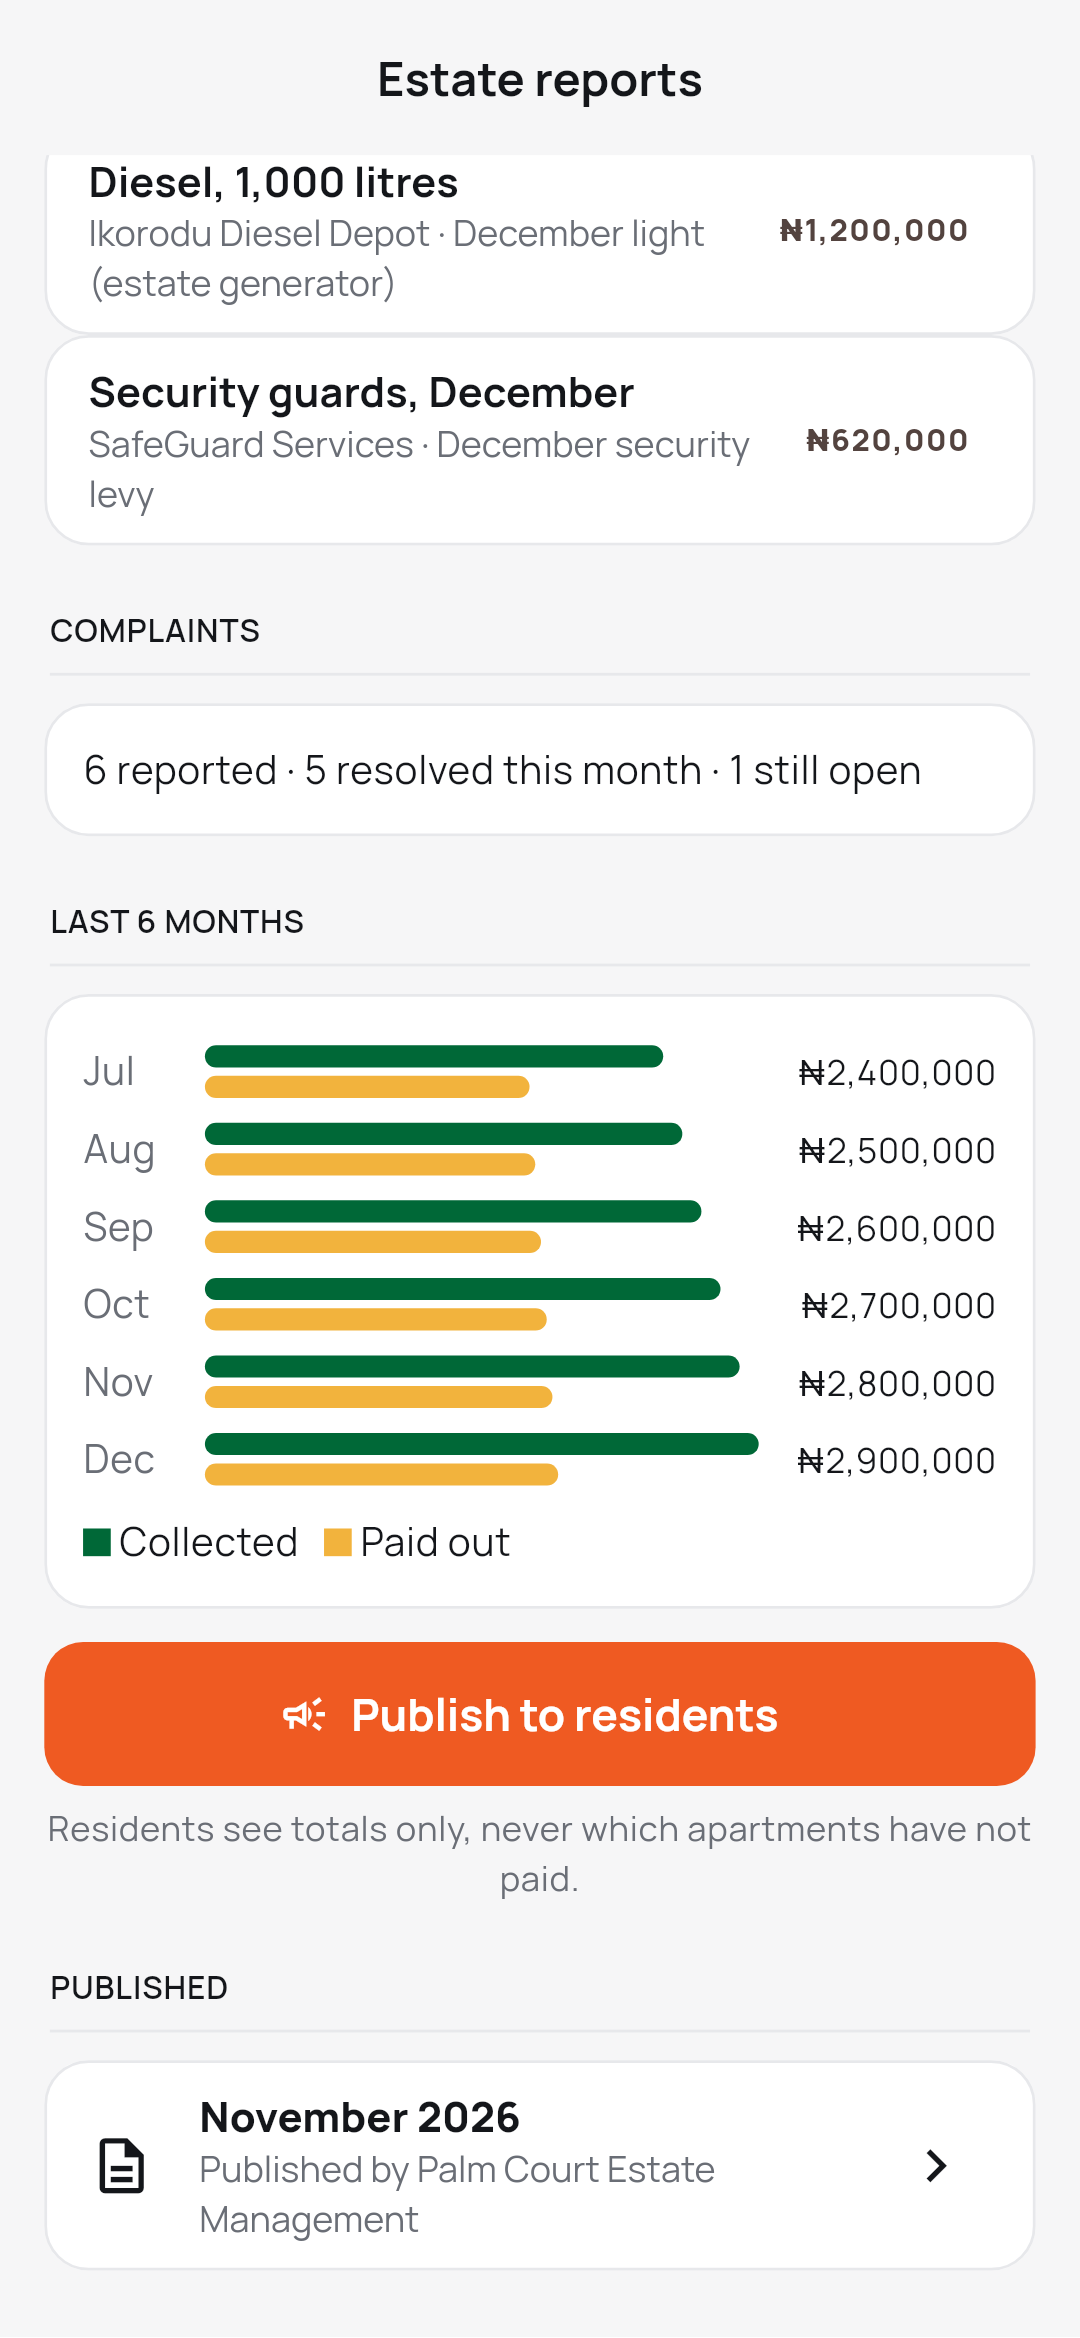 Estate reports
Diesel, 1,000 litres
Ikorodu Diesel Depot · December light
(estate generator)
₦1,200,000
Security guards, December
SafeGuard Services · December security
levy
₦620,000
COMPLAINTS
6 reported · 5 resolved this month · 1 still open
LAST 6 MONTHS
Jul ₦2,400,000
Aug ₦2,500,000
Sep ₦2,600,000
Oct ₦2,700,000
Nov ₦2,800,000
Dec ₦2,900,000
Collected Paid out
Publish to residents
Residents see totals only, never which apartments have not
paid.
PUBLISHED
November 2026
Published by Palm Court Estate
Management